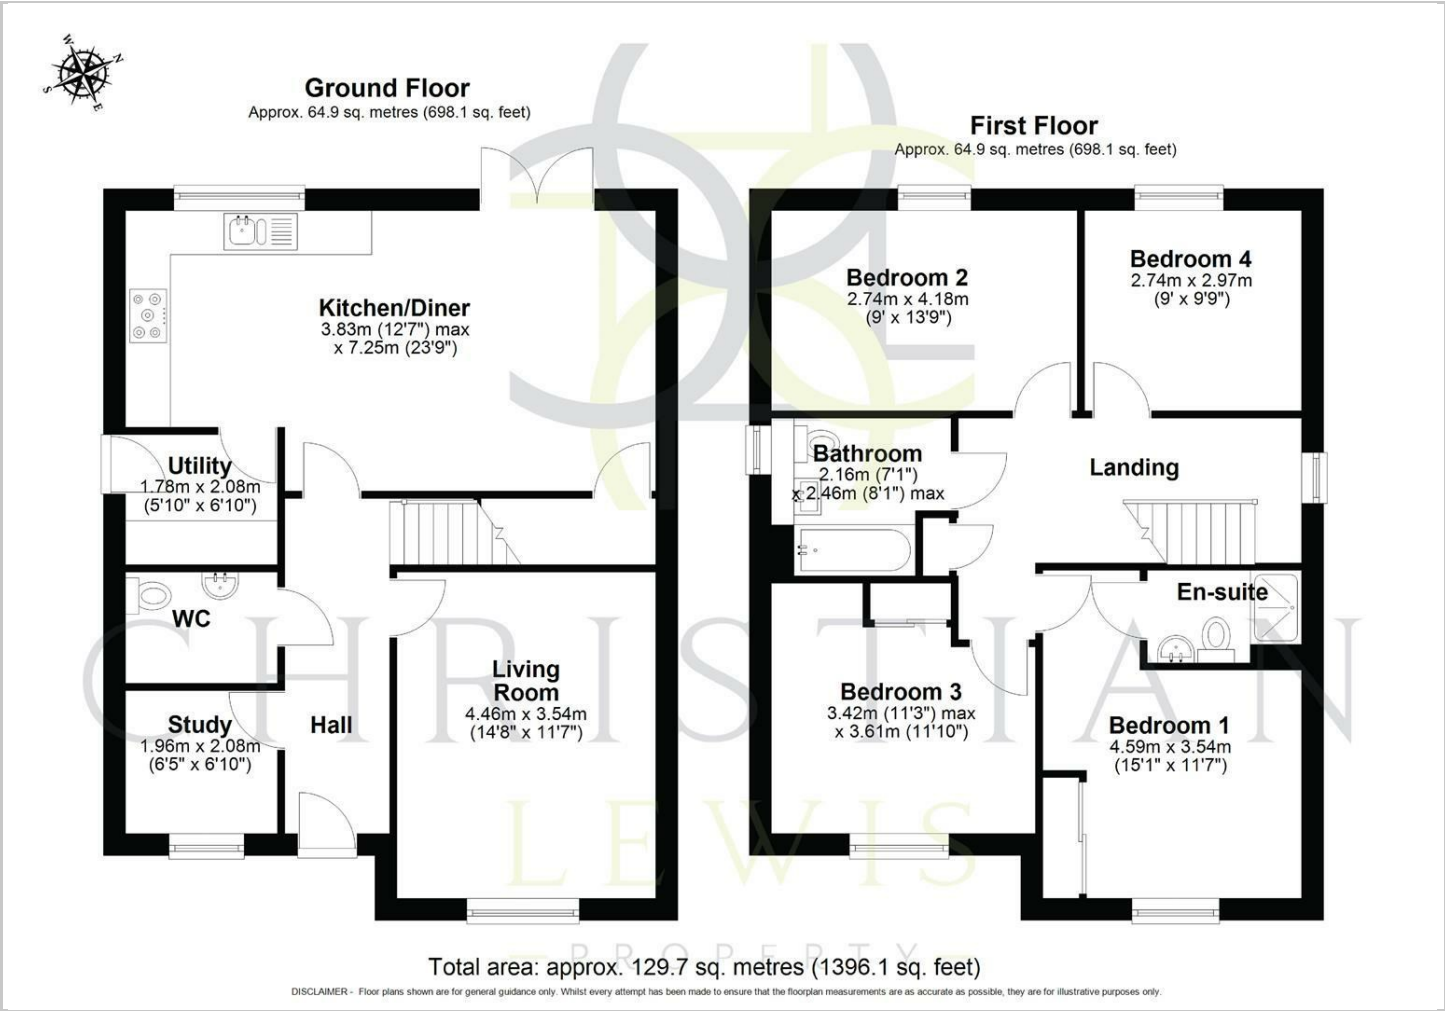 W
N
S
E
Ground Floor
Approx. 64.9 sq. metres (698.1 sq. feet)
Kitchen/Diner
3.83m (12'7") max
x 7.25m (23'9")
Utility
1.78m x 2.08m
(5'10" x 6'10")
WC
Study
1.96m x 2.08m
(6'5" x 6'10")
Hall
Living
Room
4.46m x 3.54m
(14'8" x 11'7")
First Floor
Approx. 64.9 sq. metres (698.1 sq. feet)
Bedroom 2
2.74m x 4.18m
(9' x 13'9")
Bedroom 4
2.74m x 2.97m
(9' x 9'9")
Bathroom
2.16m (7'1")
x 2.46m (8'1") max
Landing
En-suite
Bedroom 3
3.42m (11'3") max
x 3.61m (11'10")
Bedroom 1
4.59m x 3.54m
(15'1" x 11'7")
CHRISTIAN
LEWIS
PROPERTY
Total area: approx. 129.7 sq. metres (1396.1 sq. feet)
DISCLAIMER - Floor plans shown are for general guidance only. Whilst every attempt has been made to ensure that the floorplan measurements are as accurate as possible, they are for illustrative purposes only.